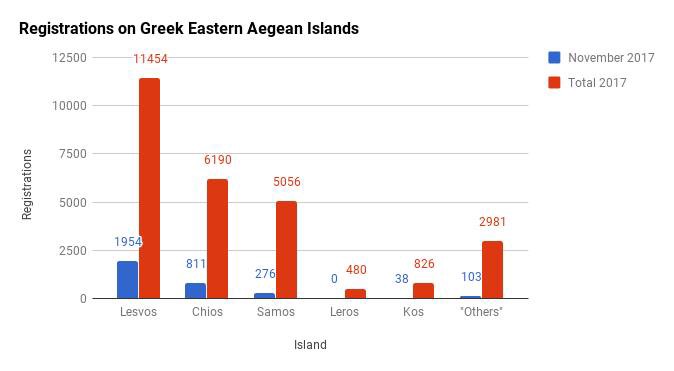 Registrations on Greek Eastern Aegean Islands
November 2017
Total 2017
Registrations
12500
10000
7500
5000
2500
0
1954
11454
811
6190
276
5056
0
480
38
826
103
2981
Lesvos
Chios
Samos
Leros
Kos
"Others"
Island